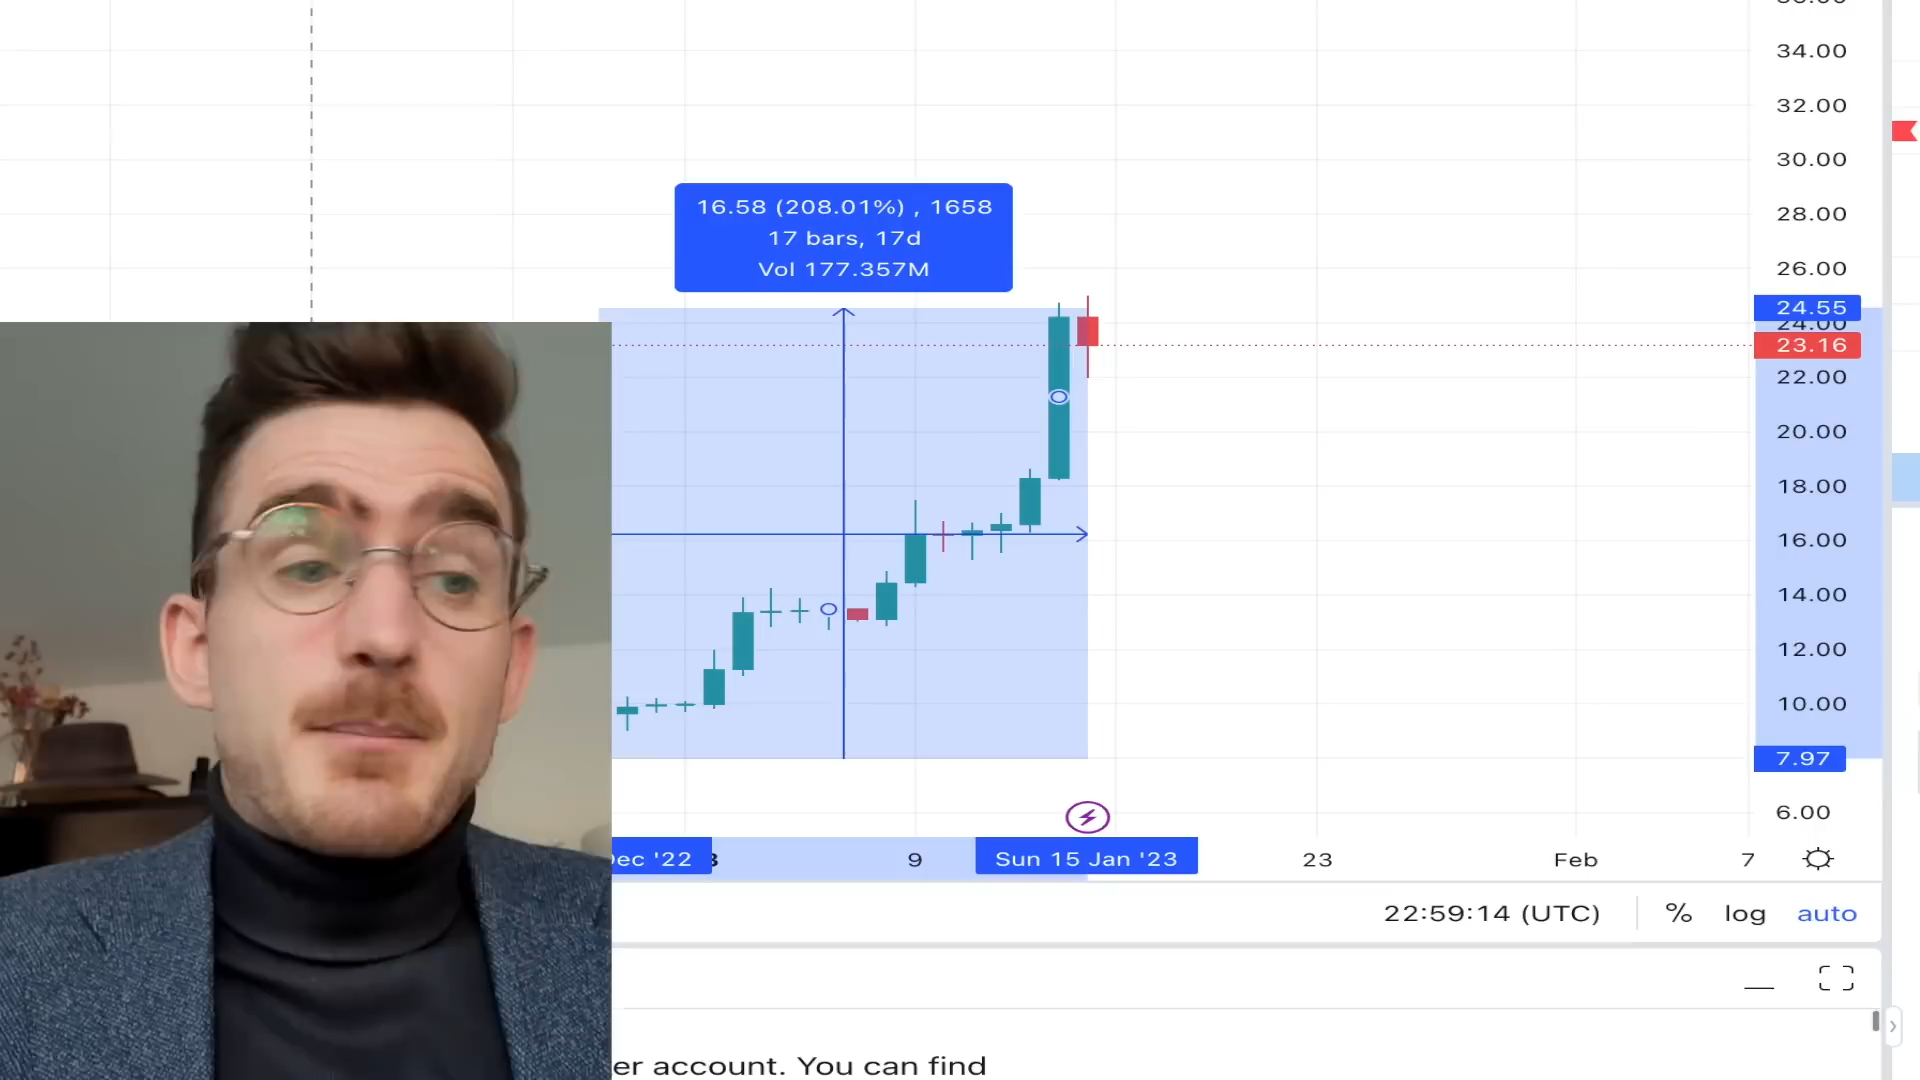 34.00
32.00
30.00
28.00
26.00
24.55
24.00
23.16
22.00
20.00
18.00
16.00
14.00
12.00
10.00
7.97
6.00
16.58 (208.01%) , 1658
17 bars, 17d
Vol 177.357M
Dec '22
9
Sun 15 Jan '23
23
Feb
7
22:59:14 (UTC)
%
log
auto
er account. You can find